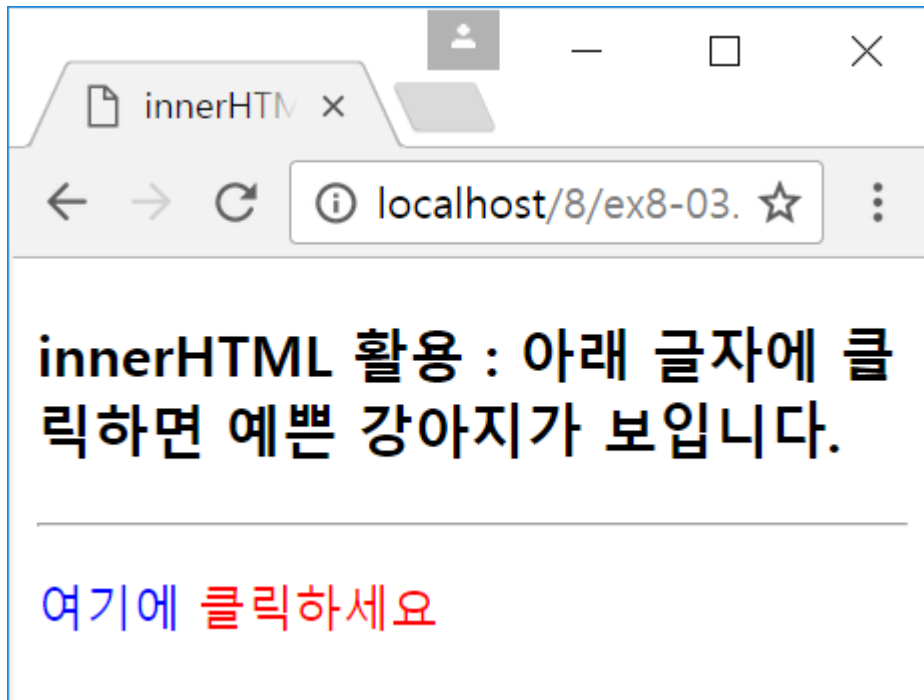 innerHTM
localhost/8/ex8-03.
innerHTML 활용 : 아래 글자에 클
릭하면 예쁜 강아지가 보입니다.
여기에 클릭하세요